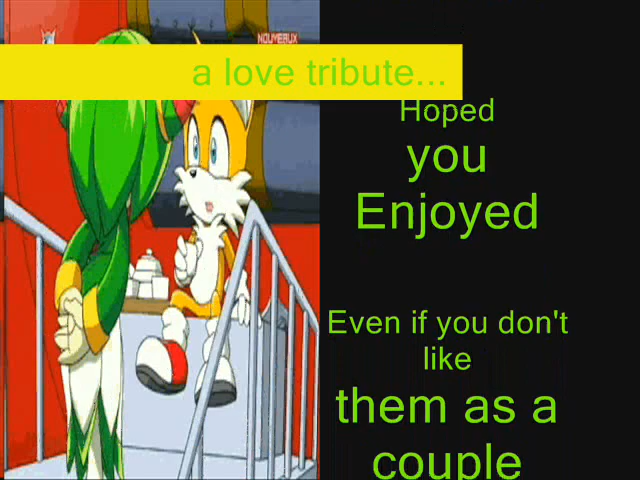 NOUVEAUX
a love tribute...
Hoped
you
Enjoyed
Even if you don't
like
them as a
couple